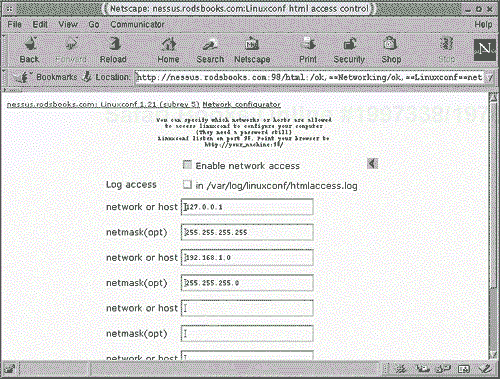 Netscape: nessus.rodsbooks.com:Linuxconf html access control
File Edit View Go Communicator Help
Back Forward Reload Home Search Netscape Print Security Shop Stop
N
Bookmarks Location: http://nessus.rodsbooks.com:98/html:/ok,==Networking/ok,==Linuxconf==net
nessus.rodsbooks.com: Linuxconf 1.21 (subrev 5) Network configurator
You can specify which networks or hosts are allowed
to access linuxconf to configure your computer
(They need a password still)
Linuxconf listen on port 98. Point your browser to
http://your_machine:98/
Enable network access
Log access in /var/log/linuxconf/htmlaccess.log
network or host 127.0.0.1
netmask(opt) 255.255.255.255
network or host 192.168.1.0
netmask(opt) 255.255.255.0
network or host
netmask(opt)
network or host